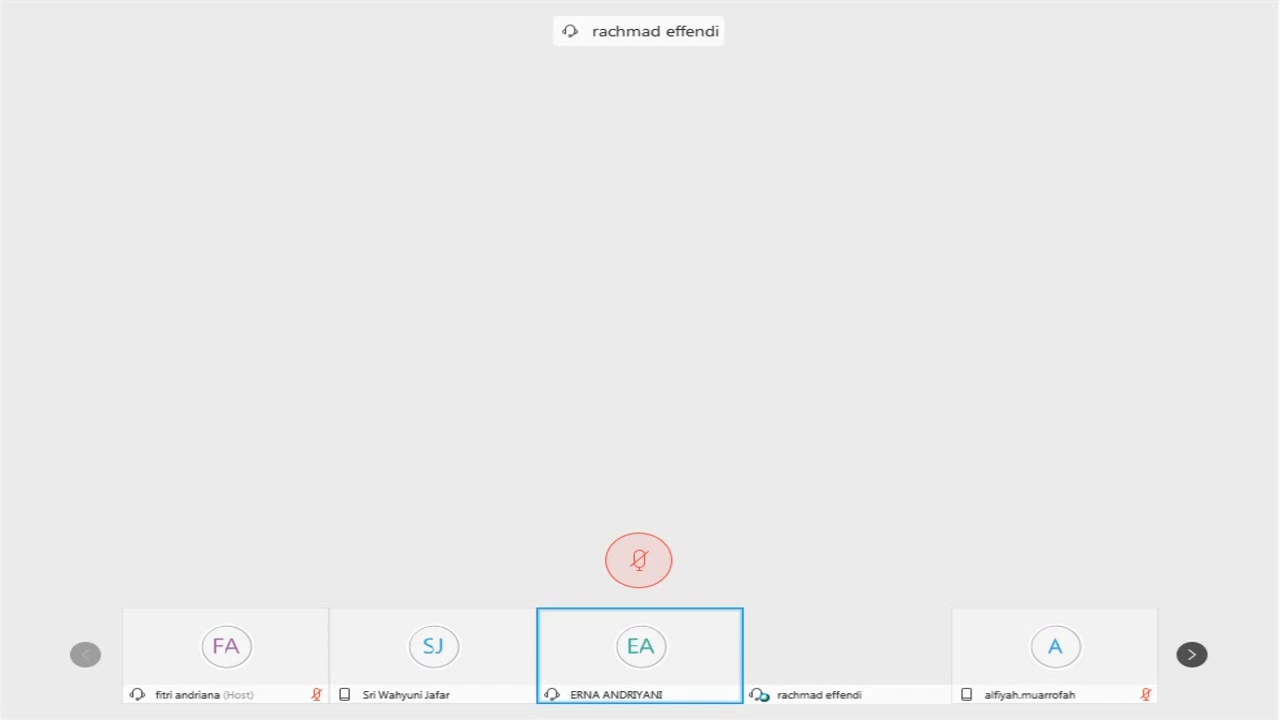 rachmad effendi
FA
SJ
EA
A
fitri andriana (Host)
Sri Wahyuni Jafar
ERNA ANDRIYANI
rachmad effendi
alfiyah.muarrofah